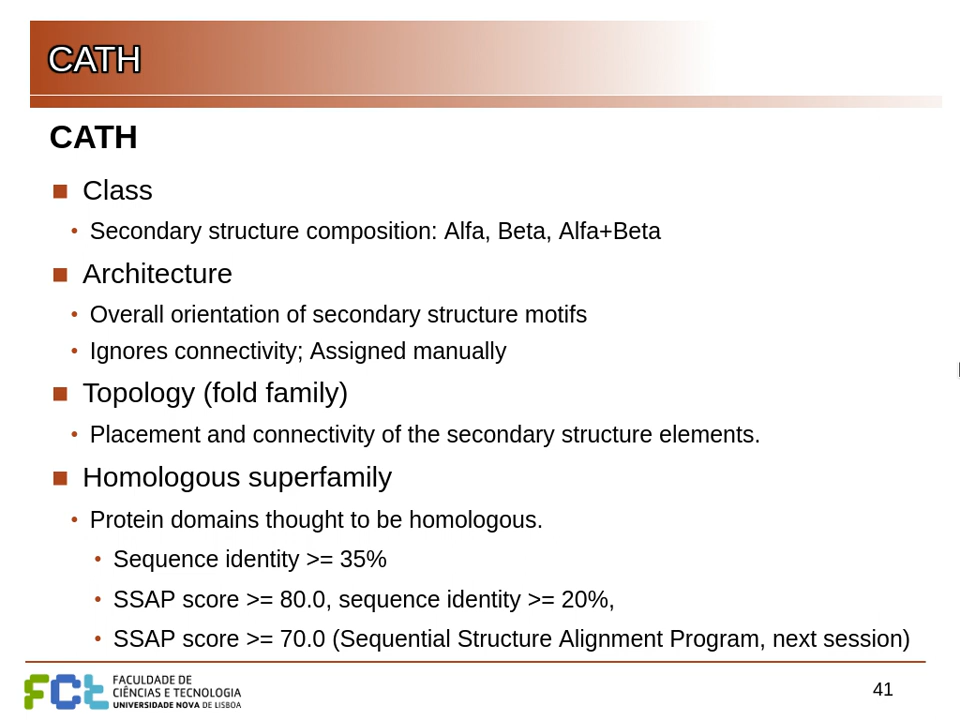 CATH
CATH
Class
Secondary structure composition: Alfa, Beta, Alfa+Beta
Architecture
Overall orientation of secondary structure motifs
Ignores connectivity; Assigned manually
Topology (fold family)
Placement and connectivity of the secondary structure elements.
Homologous superfamily
Protein domains thought to be homologous.
Sequence identity >= 35%
SSAP score >= 80.0, sequence identity >= 20%,
SSAP score >= 70.0 (Sequential Structure Alignment Program, next session)
FCt
FACULDADE DE
CIÊNCIAS E TECNOLOGIA
UNIVERSIDADE NOVA DE LISBOA
41